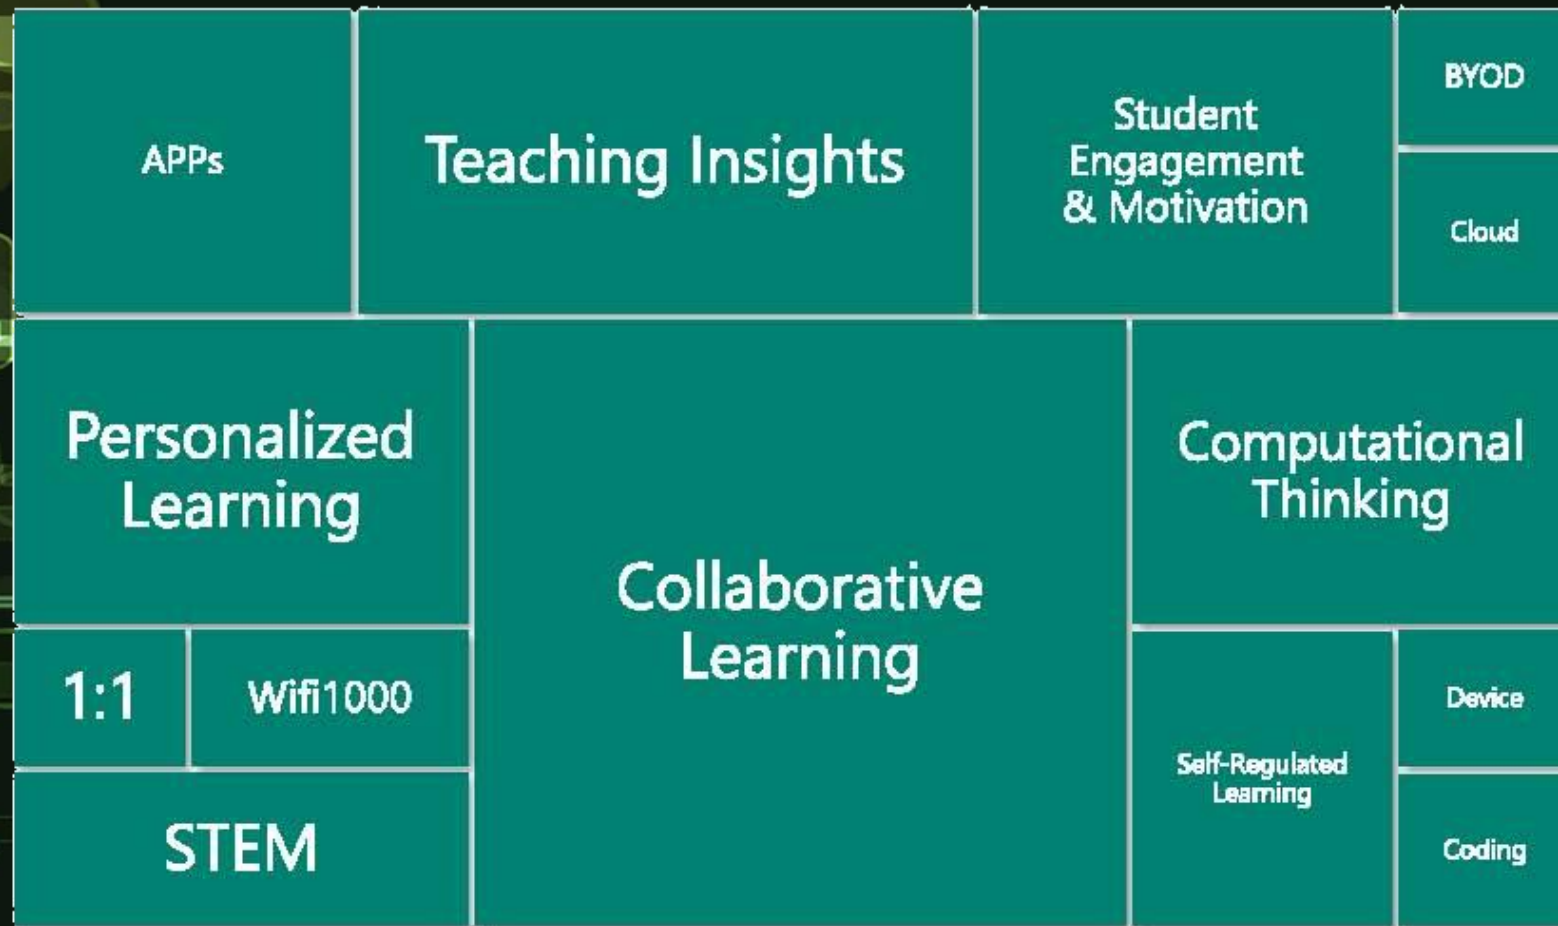 APPs
Teaching Insights
Student
Engagement
& Motivation
BYOD
Cloud
Personalized
Learning
Collaborative
Learning
Computational
Thinking
1:1
Wifi1000
STEM
Self-Regulated
Learning
Device
Coding